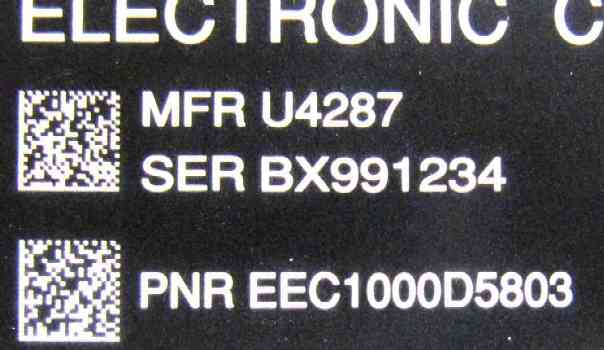 ELECTRONIC C
MFR U4287
SER BX991234
PNR EEC1000D5803